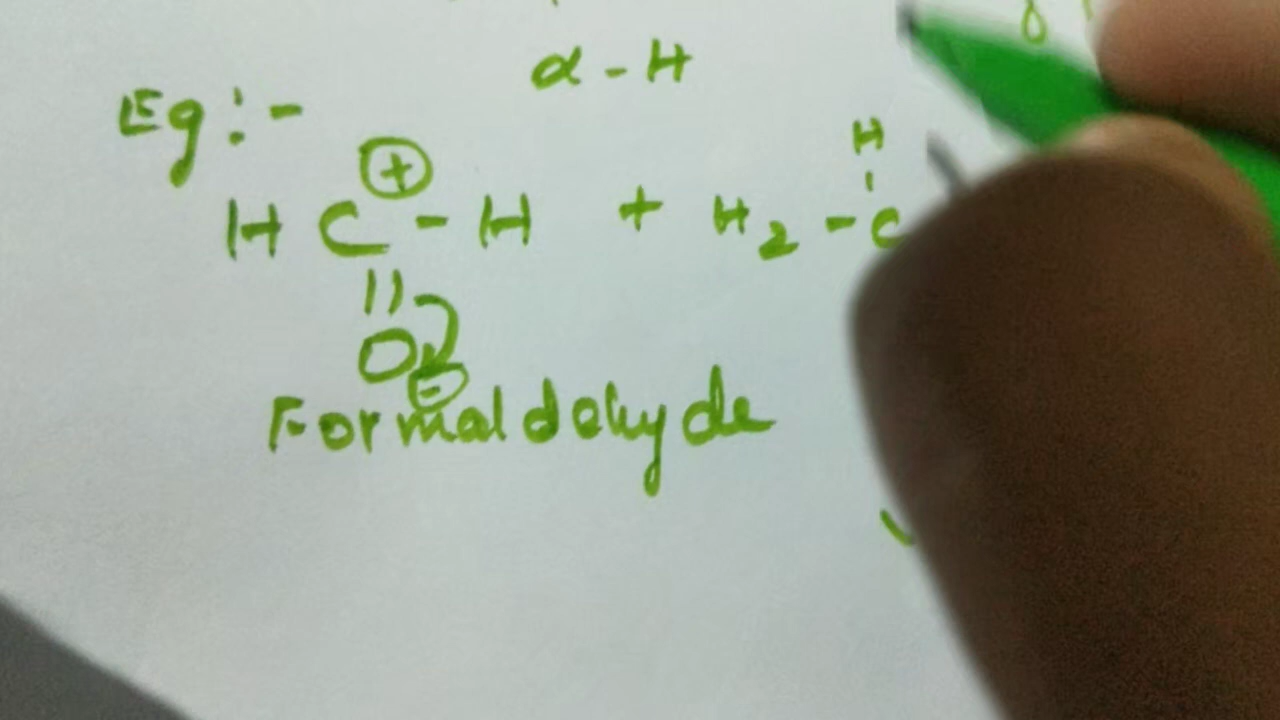 α - H
Eg :-
H
⊕
H C - H + H2 - C
||
O
⊖
Formaldehyde